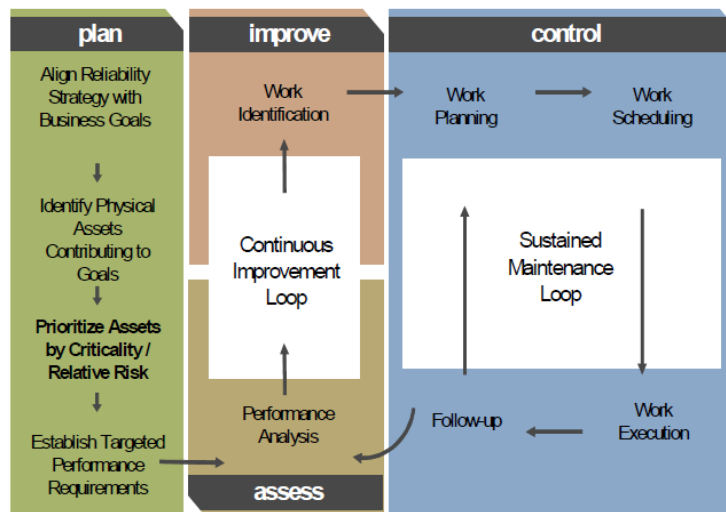 plan
Align Reliability
Strategy with
Business Goals
Identify Physical
Assets
Contributing to
Goals
Prioritize Assets
by Criticality /
Relative Risk
Establish Targeted
Performance
Requirements
improve
Work
Identification
Continuous
Improvement
Loop
Performance
Analysis
assess
control
Work
Planning
Work
Scheduling
Sustained
Maintenance
Loop
Follow-up
Work
Execution